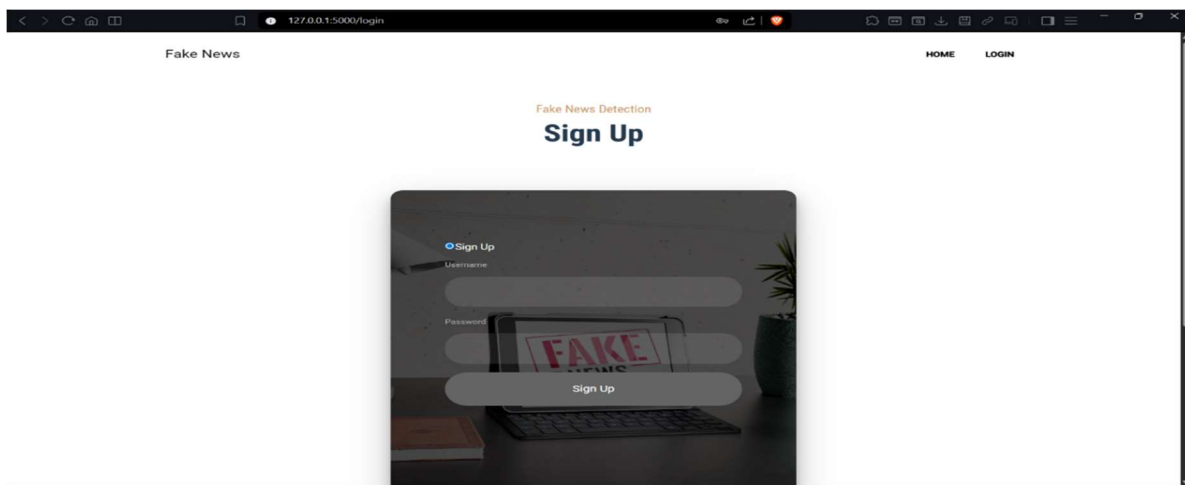 127.0.0.1:5000/login
Fake News
HOME LOGIN
Fake News Detection
Sign Up
Sign Up
Username
Password
FAKE
NEWS
Sign Up